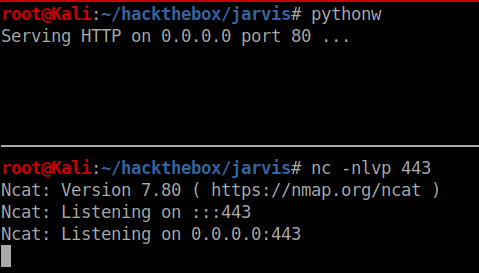 root@Kali:~/hackthebox/jarvis# pythonw
Serving HTTP on 0.0.0.0 port 80 ...
root@Kali:~/hackthebox/jarvis# nc -nlvp 443
Ncat: Version 7.80 ( https://nmap.org/ncat )
Ncat: Listening on :::443
Ncat: Listening on 0.0.0.0:443